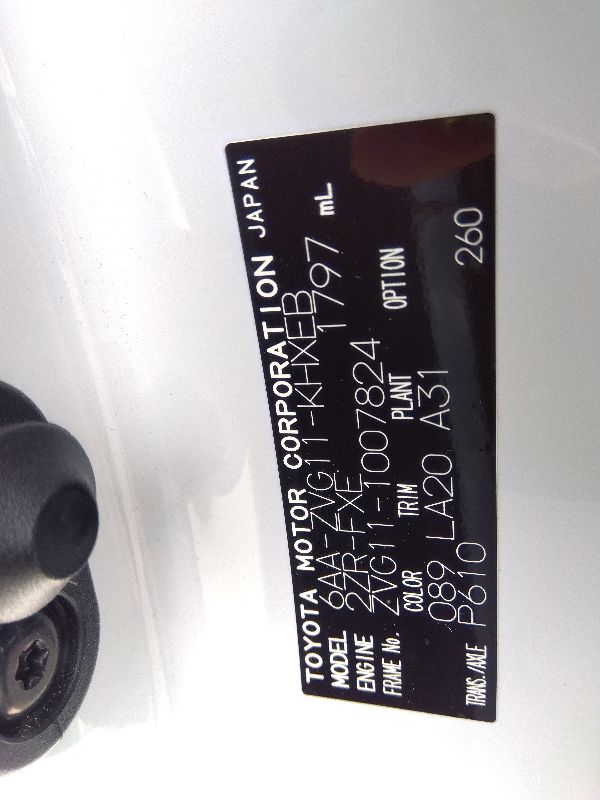 TOYOTA MOTOR CORPORATION JAPAN
MODEL 6AA-ZVG11-KHXEB
ENGINE 2ZR-FXE 1797 mL
FRAME No. ZVG11-1007824
COLOR TRIM PLANT OPTION
089 LA20 A31
TRANS./AXLE P610 260